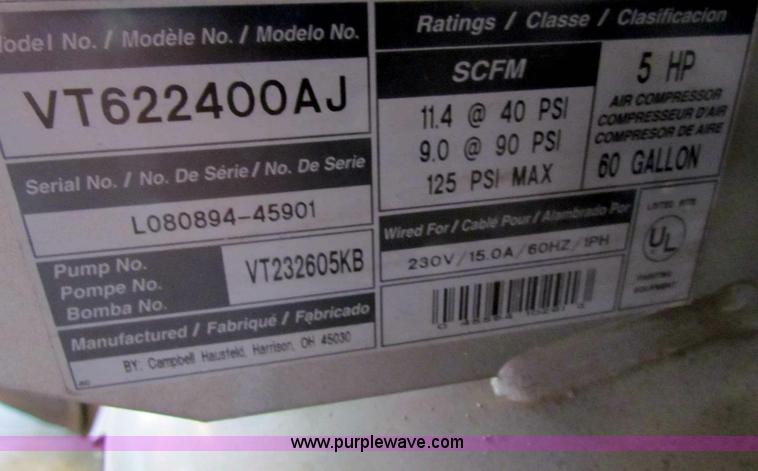 Model No. / Modèle No. / Modelo No.
VT622400AJ
Serial No. / No. De Série / No. De Serie
L080894-45901
Pump No.
Pompe No.
Bomba No.
VT232605KB
Manufactured / Fabriqué / Fabricado
BY: Campbell Hausfeld, Harrison, OH 45030
Ratings / Classe / Clasificacion
SCFM
11.4 @ 40 PSI
9.0 @ 90 PSI
125 PSI MAX
5 HP
AIR COMPRESSOR
COMPRESSEUR D'AIR
COMPRESOR DE AIRE
60 GALLON
Wired For / Cablé Pour / Alambrado Por
230V/15.0A/60HZ/1PH
LISTED
UL
EQUIPMENT
www.purplewave.com